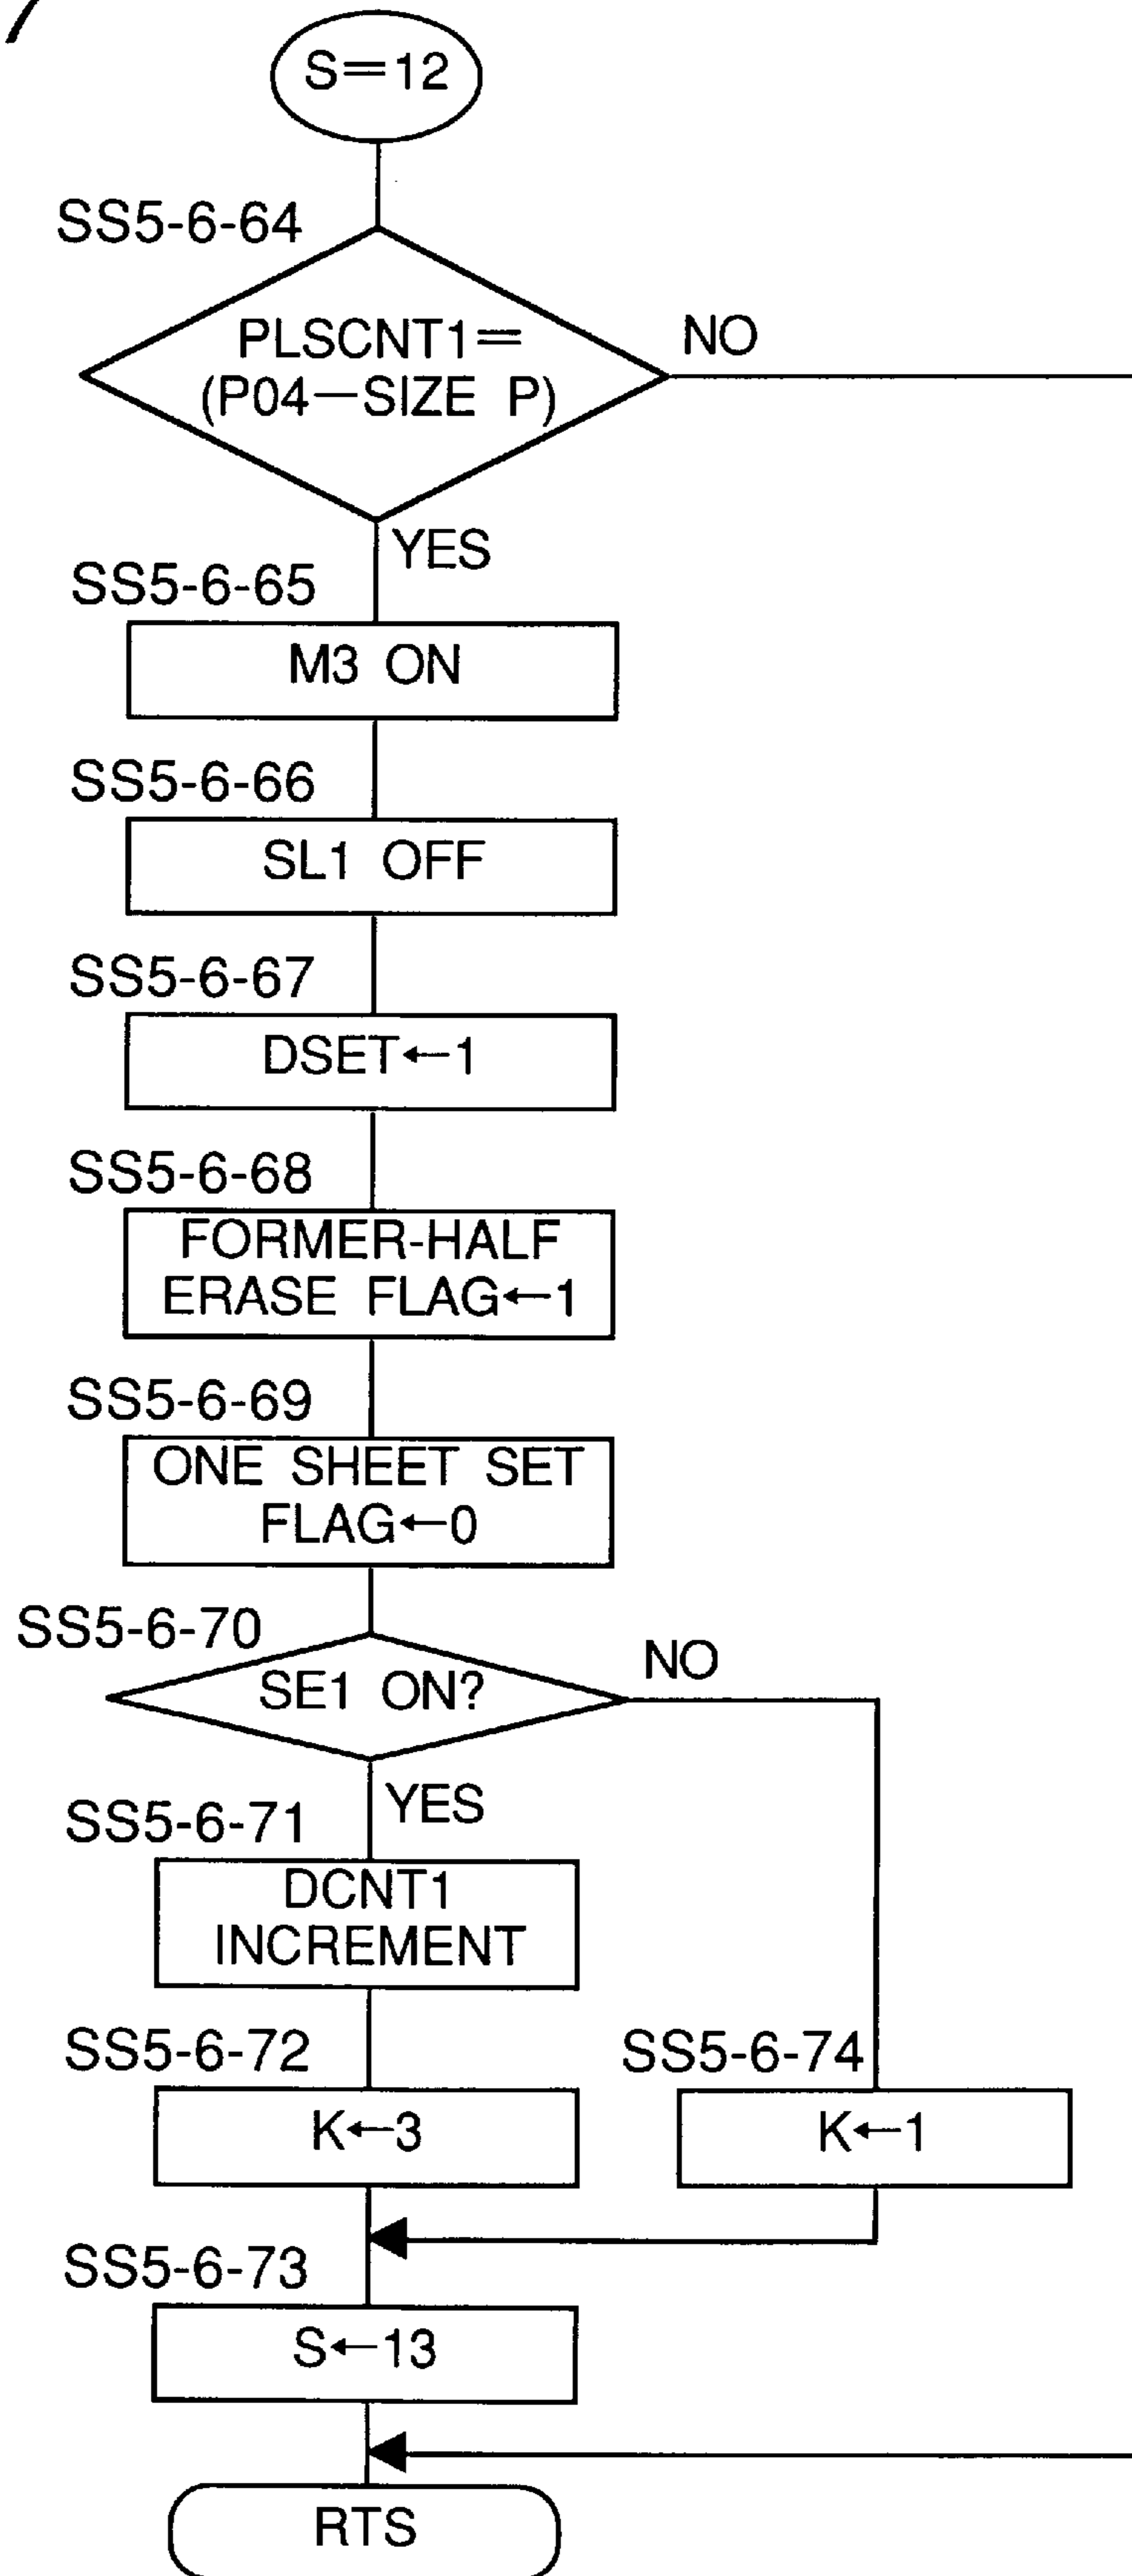 7
S=12
SS5-6-64
PLSCNT1=
(P04-SIZE P)
NO
YES
SS5-6-65
M3 ON
SS5-6-66
SL1 OFF
SS5-6-67
DSET←1
SS5-6-68
FORMER-HALF
ERASE FLAG←1
SS5-6-69
ONE SHEET SET
FLAG←0
SS5-6-70
SE1 ON?
NO
YES
SS5-6-71
DCNT1
INCREMENT
SS5-6-72
K←3
SS5-6-74
K←1
SS5-6-73
S←13
RTS